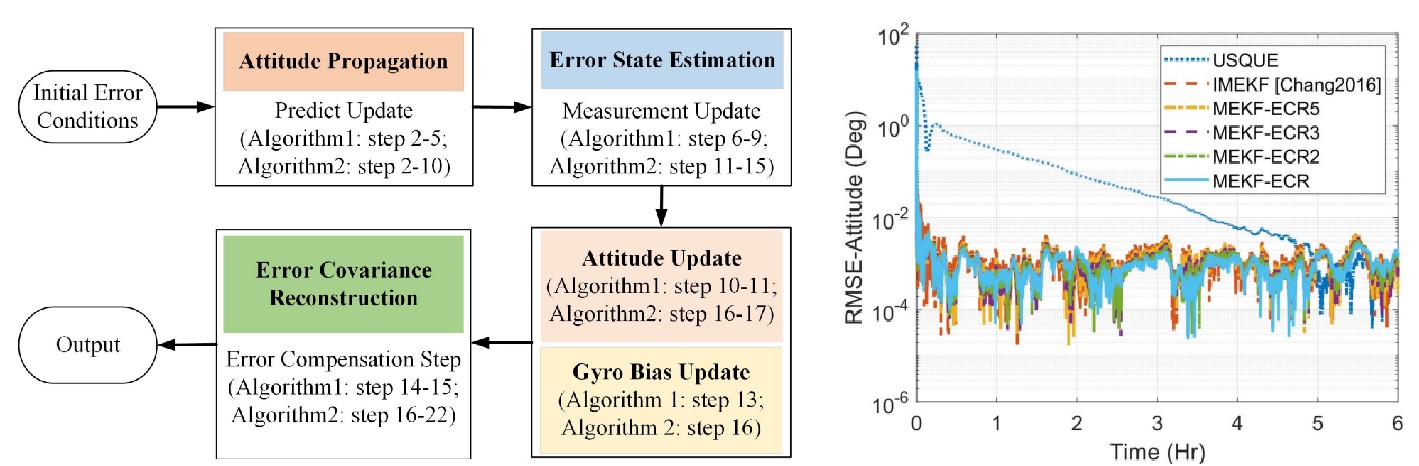 Initial Error
Conditions
Attitude Propagation
Predict Update
(Algorithm1: step 2-5;
Algorithm2: step 2-10)
Error State Estimation
Measurement Update
(Algorithm1: step 6-9;
Algorithm2: step 11-15)
Attitude Update
(Algorithm1: step 10-11;
Algorithm2: step 16-17)
Gyro Bias Update
(Algorithm 1: step 13;
Algorithm 2: step 16)
Error Covariance
Reconstruction
Error Compensation Step
(Algorithm1: step 14-15;
Algorithm2: step 16-22)
Output
RMSE-Attitude (Deg)
10^2
10^0
10^-2
10^-4
10^-6
USQUE
IMEKF [Chang2016]
MEKF-ECR5
MEKF-ECR3
MEKF-ECR2
MEKF-ECR
0 1 2 3 4 5 6
Time (Hr)